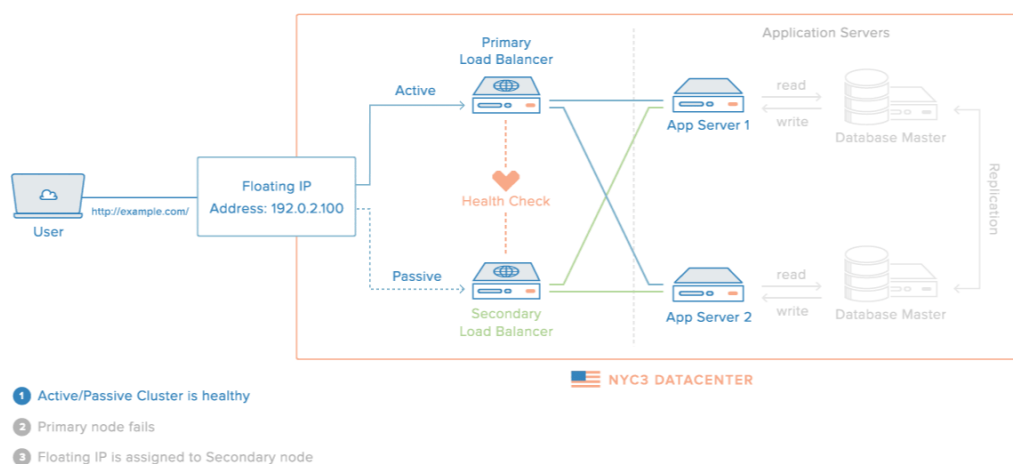 Application Servers
Primary
Load Balancer
Active
read
write
App Server 1
Database Master
Floating IP
Address: 192.0.2.100
http://example.com/
User
Health Check
Replication
Passive
read
write
Secondary
Load Balancer
App Server 2
Database Master
NYC3 DATACENTER
1 Active/Passive Cluster is healthy
2 Primary node fails
3 Floating IP is assigned to Secondary node